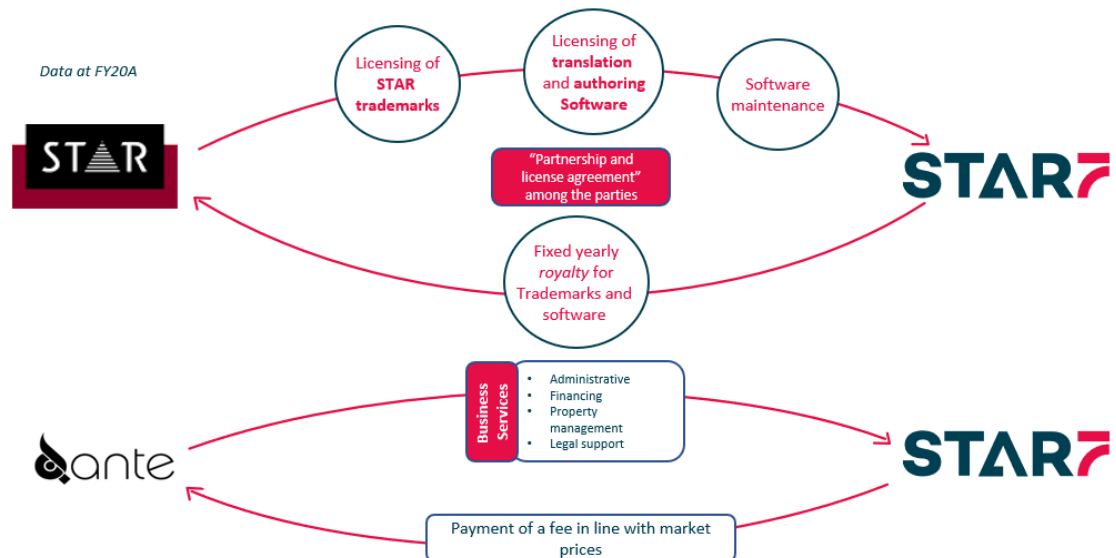 Data at FY20A
Licensing of
STAR
trademarks
Licensing of
translation
and authoring
Software
Software
maintenance
STAR
"Partnership and
license agreement"
among the parties
STAR7
Fixed yearly
royalty for
Trademarks and
software
Business
Services
• Administrative
• Financing
• Property
management
• Legal support
Dante
STAR7
Payment of a fee in line with market
prices